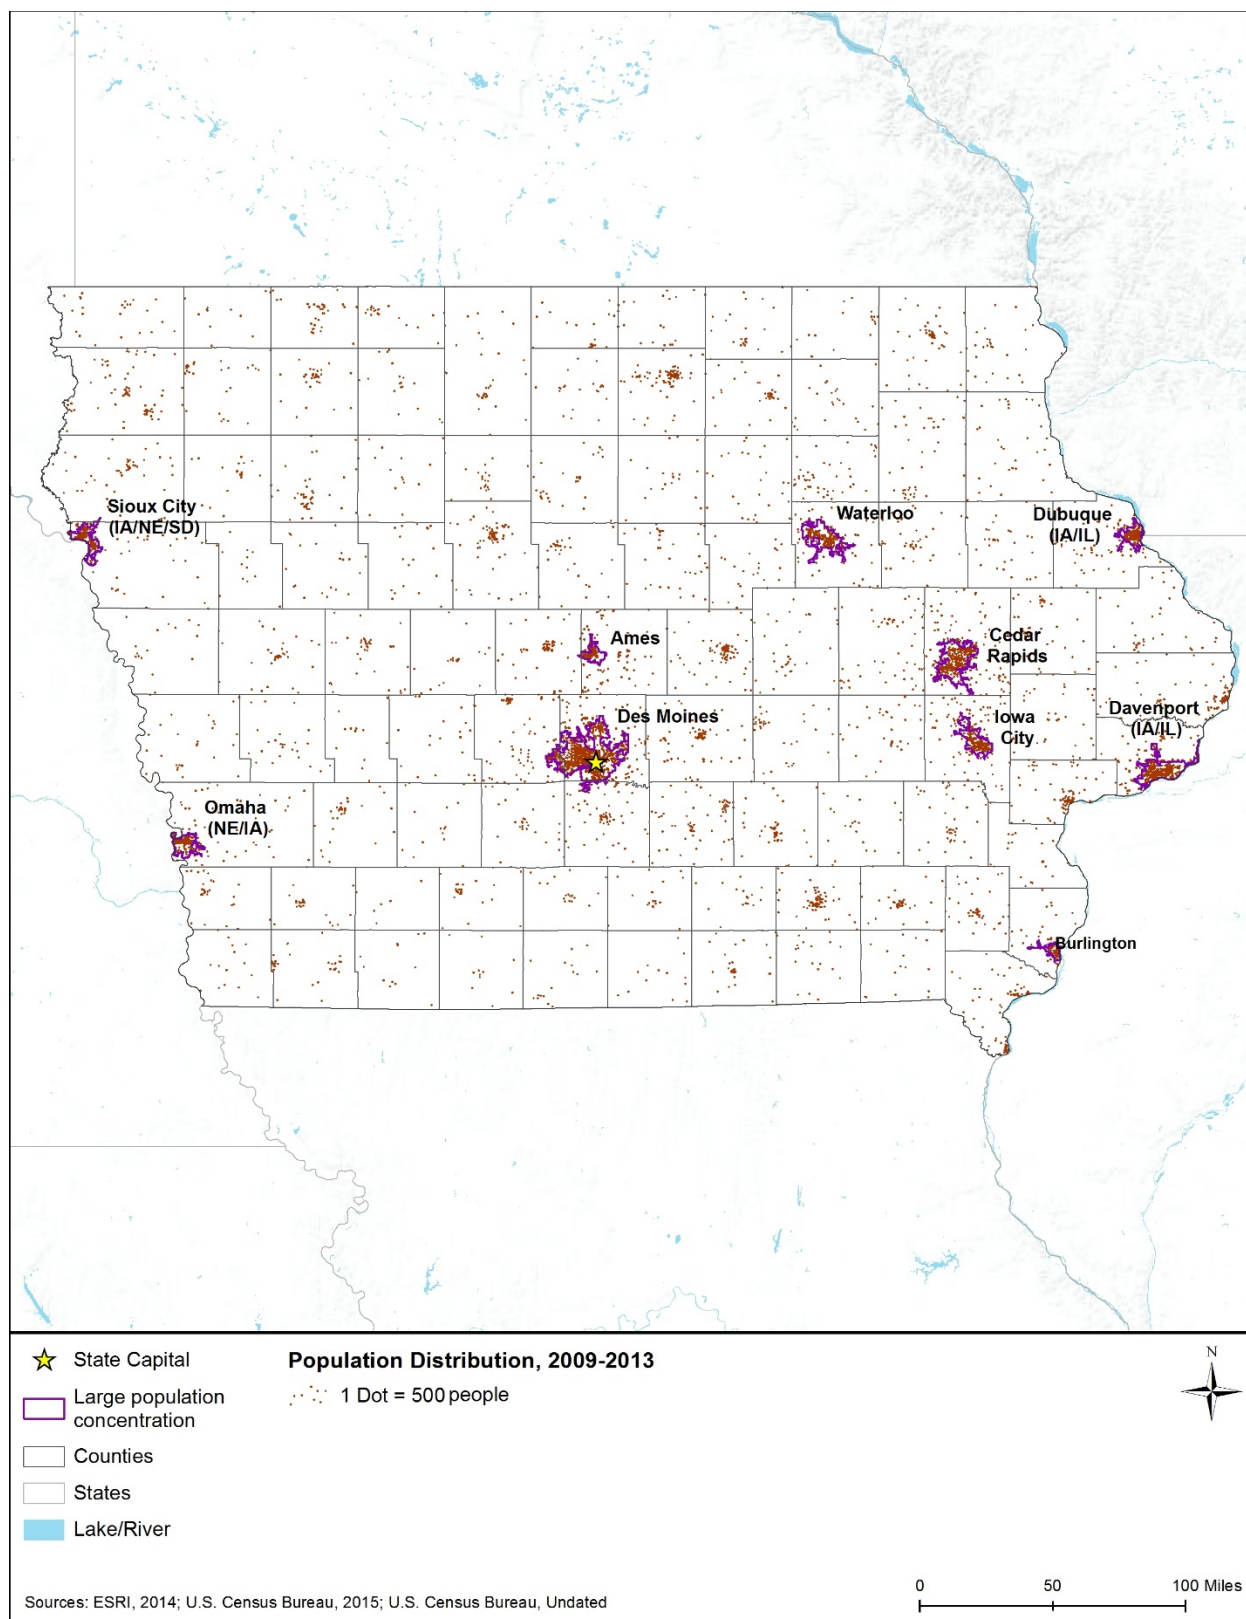 Sioux City
(IA/NE/SD)
Waterloo
Dubuque
(IA/IL)
Ames
Cedar
Rapids
Des Moines
Iowa
City
Davenport
(IA/IL)
Omaha
(NE/IA)
Burlington
State Capital
Large population
concentration
Counties
States
Lake/River
Population Distribution, 2009-2013
1 Dot = 500 people
N
0 50 100 Miles
Sources: ESRI, 2014; U.S. Census Bureau, 2015; U.S. Census Bureau, Undated